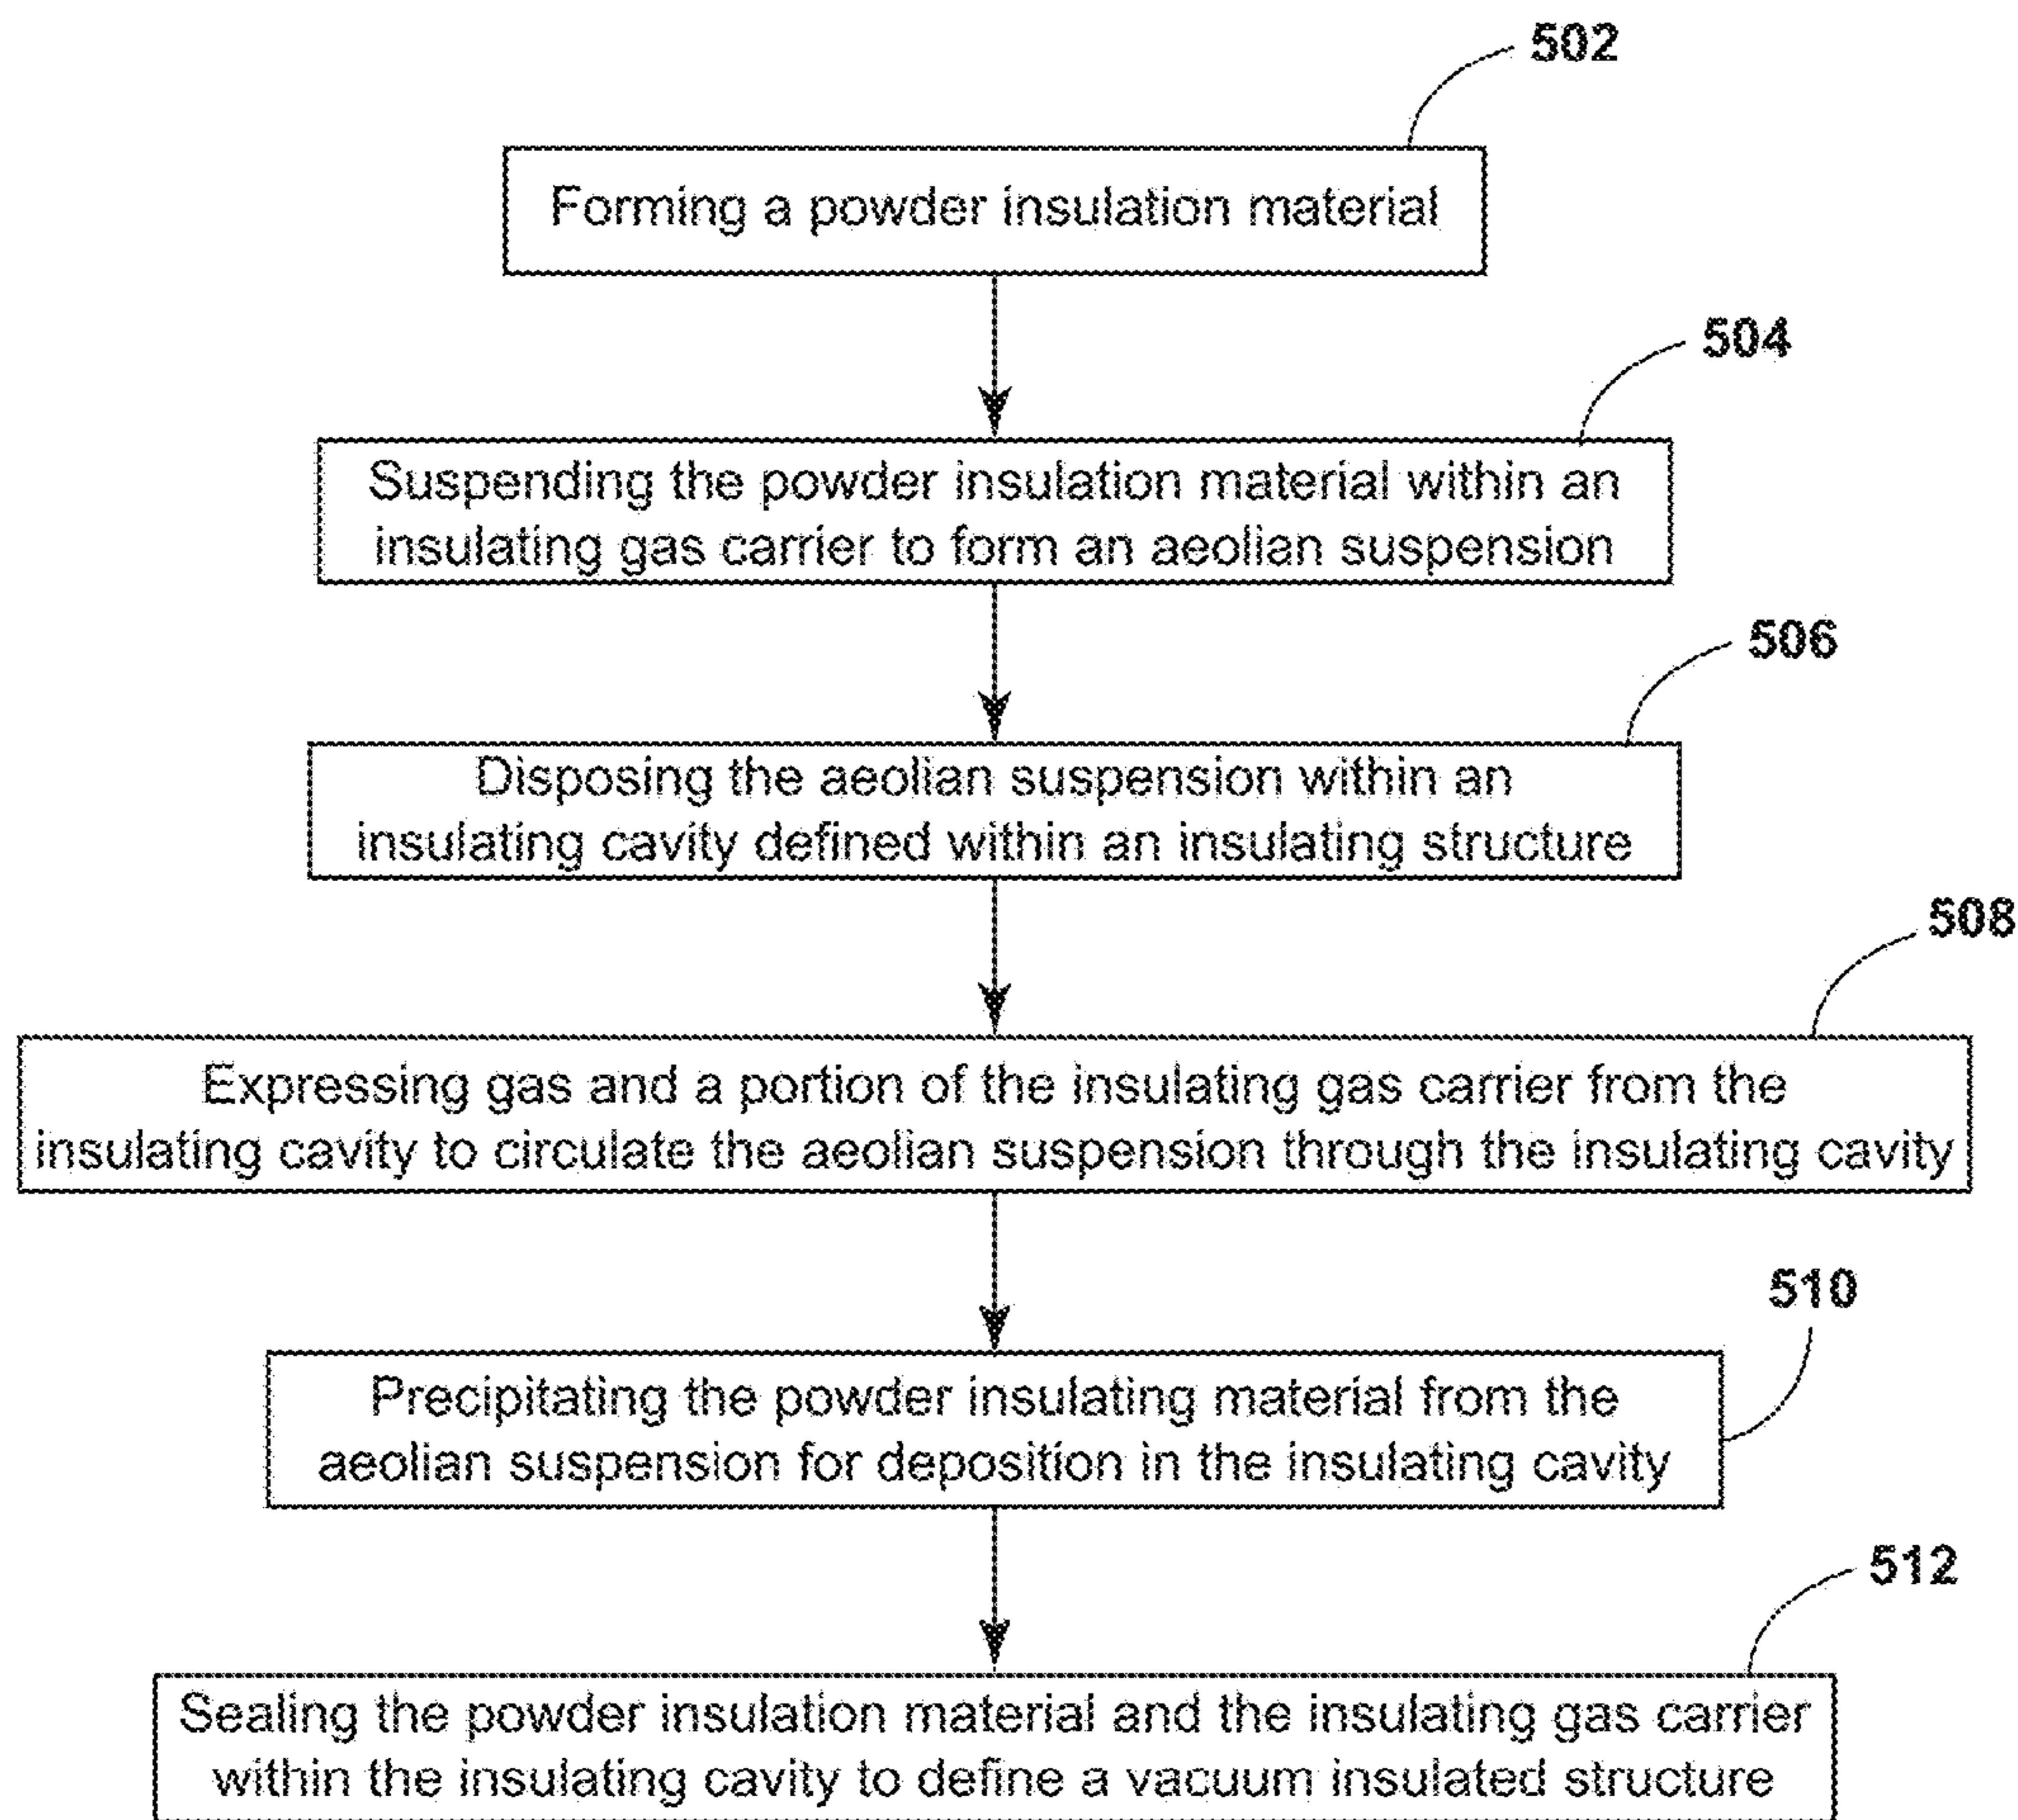 502
Forming a powder insulation material
504
Suspending the powder insulation material within an
insulating gas carrier to form an aeolian suspension
506
Disposing the aeolian suspension within an
insulating cavity defined within an insulating structure
508
Expressing gas and a portion of the insulating gas carrier from the
insulating cavity to circulate the aeolian suspension through the insulating cavity
510
Precipitating the powder insulating material from the
aeolian suspension for deposition in the insulating cavity
512
Sealing the powder insulation material and the insulating gas carrier
within the insulating cavity to define a vacuum insulated structure